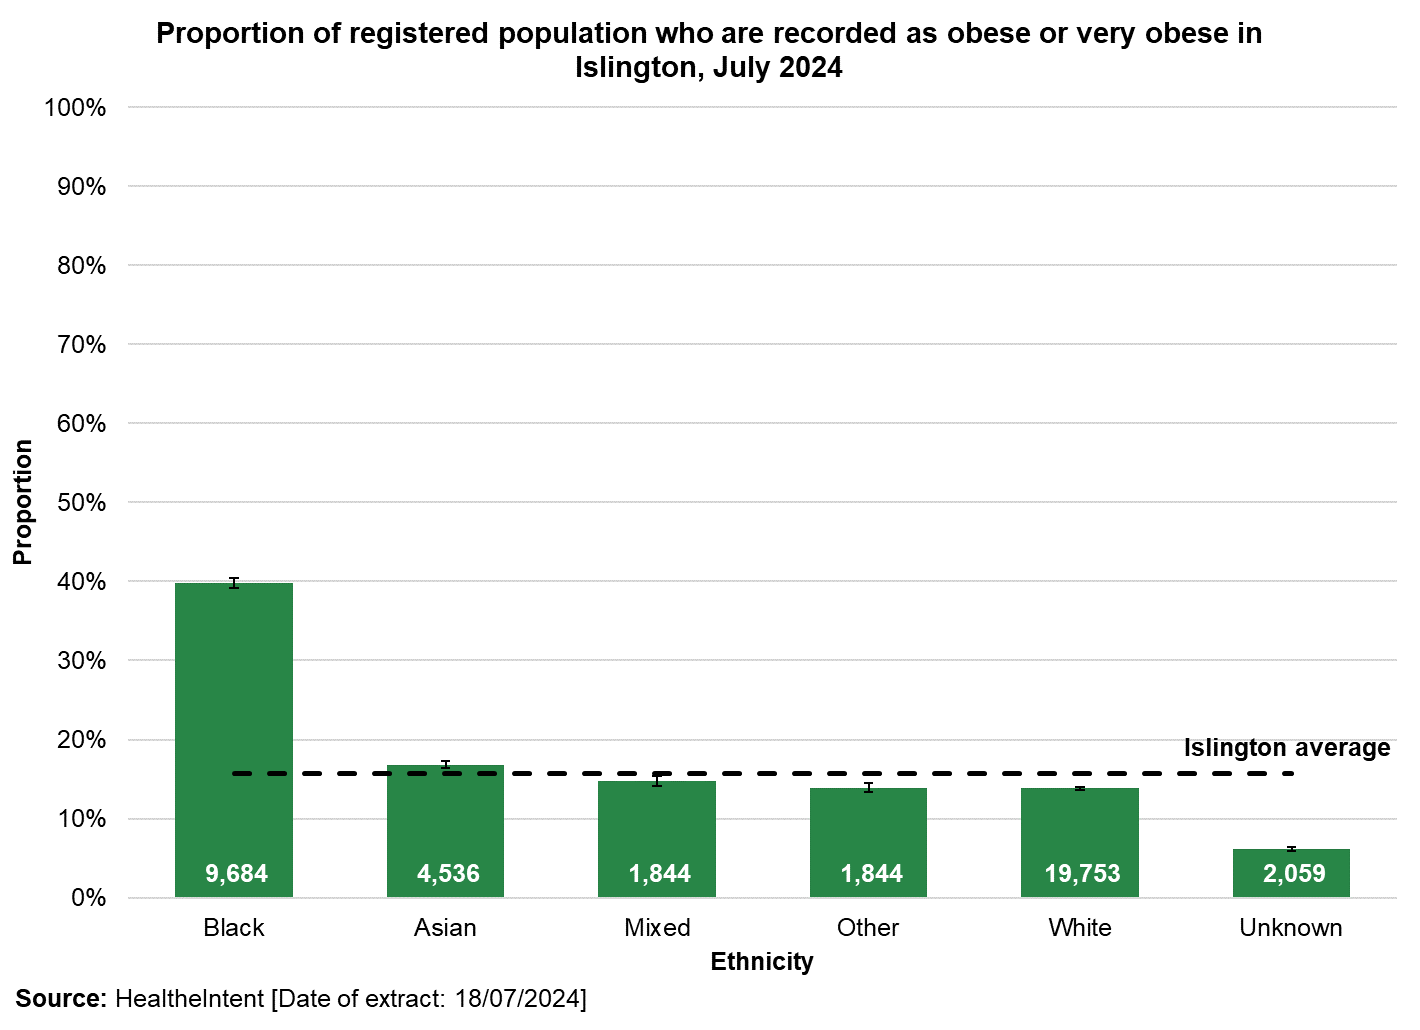 Proportion of registered population who are recorded as obese or very obese in
Islington, July 2024
100%
90%
80%
70%
60%
50%
40%
30%
20%
10%
0%
Proportion
Islington average
9,684
4,536
1,844
1,844
19,753
2,059
Black
Asian
Mixed
Other
White
Unknown
Ethnicity
Source: HealtheIntent [Date of extract: 18/07/2024]